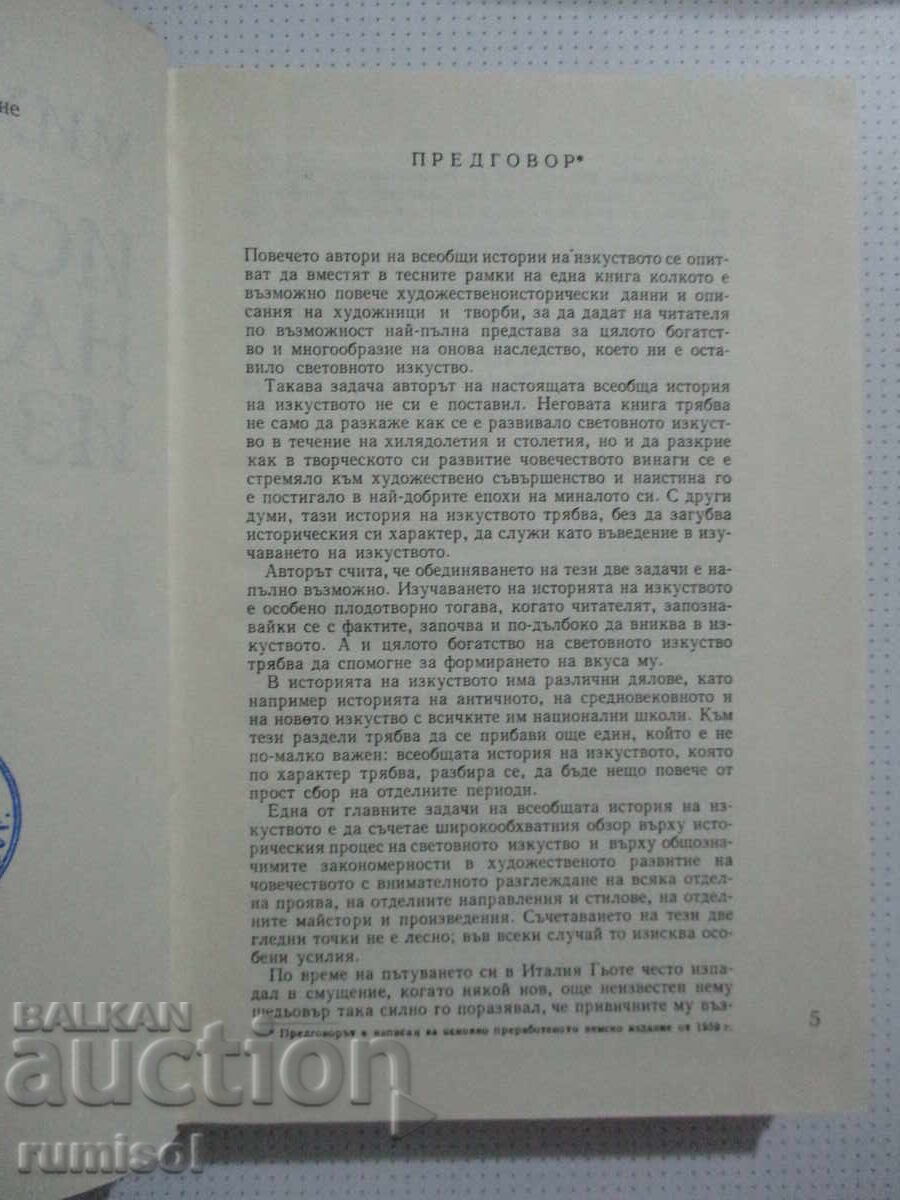 не
ПРЕДГОВОР*
Повечето автори на всеобщи истории на изкуството се опит-
ват да вместят в тесните рамки на една книга колкото е
възможно повече художественоисторически данни и опи-
сания на художници и творби, за да дадат на читателя
по възможност най-пълна представа за цялото богатст-
во и многообразие на онова наследство, което ни е оста-
вило световното изкуство.
Такава задача авторът на настоящата всеобща история
на изкуството не си е поставил. Неговата книга трябва
не само да разкаже как се е развивало световното изкуст-
во в течение на хилядолетия и столетия, но и да разкрие
как в творческото си развитие човечеството винаги се е
стремяло към художествено съвършенство и наистина го
е постигало в най-добрите епохи на миналото си. С други
думи, тази история на изкуството трябва, без да загубва
историческия си характер, да служи като въведение в изу-
чаването на изкуството.
Авторът счита, че обединяването на тези две задачи е на-
пълно възможно. Изучаването на историята на изкуството
е особено плодотворно тогава, когато читателят, запозна-
вайки се с фактите, започва и по-дълбоко да вниква в из-
куството. А и цялото богатство на световното изкуство
трябва да спомогне за формирането на вкуса му.
В историята на изкуството има различни дялове, като
например историята на античното, на средновековното и
на новото изкуство с всичките им национални школи. Към
тези раздели трябва да се прибави още един, който е не
по-малко важен: всеобщата история на изкуството, която
по характер трябва, разбира се, да бъде нещо повече от
прост сбор на отделните периоди.
Една от главните задачи на всеобщата история на из-
куството е да съчетае широкообхватния обзор върху исто-
рическия процес на световното изкуство и върху общозна-
чимите закономерности в художественото развитие на
човечеството с внимателното разглеждане на всяка отдел-
на проява, на отделните направления и стилове, на отдел-
ните майстори и произведения. Съчетаването на тези две
гледни точки не е лесно; във всеки случай то изисква осо-
бени усилия.
По време на пътуването си в Италия Гьоте често изпа-
дал в смущение, когато някой нов, още неизвестен нему
шедьовър така силно го поразявал, че привичните му въз-
* Предговорът е написан за основно преработеното немско издание от 1959 г.
5
BALKAN
auction
rumisol